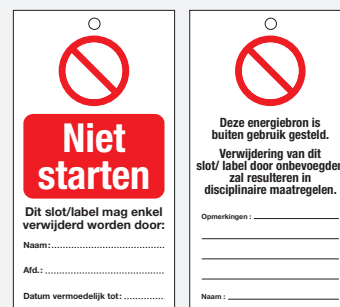 Niet
starten
Dit slot/label mag enkel
verwijderd worden door:
Naam:
Afd.:
Datum vermoedelijk tot:
Deze energiebron is
buiten gebruik gesteld.
Verwijdering van dit
slot/ label door onbevoegden
zal resulteren in
disciplinaire maatregelen.
Opmerkingen :
Naam :